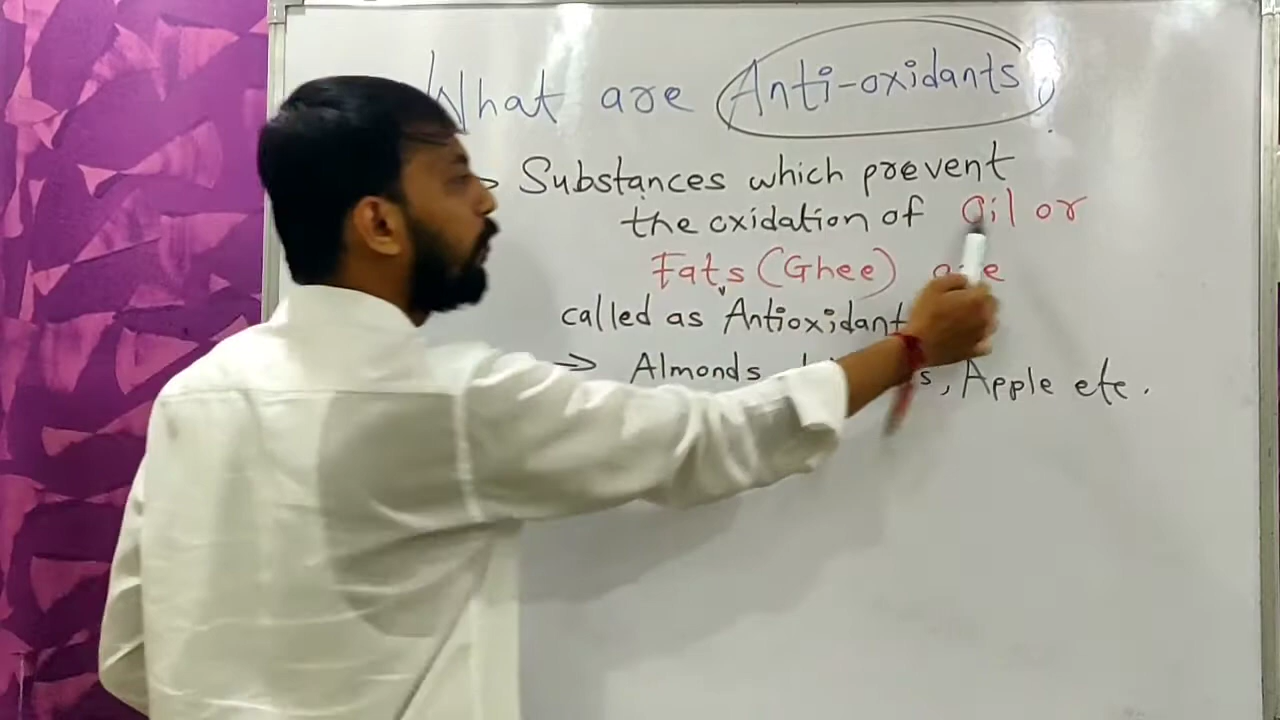 What are Anti-oxidants
Substances which prevent
the oxidation of Oil or
Fats (Ghee) are
called as Antioxidant
→ Almonds, Apple etc.